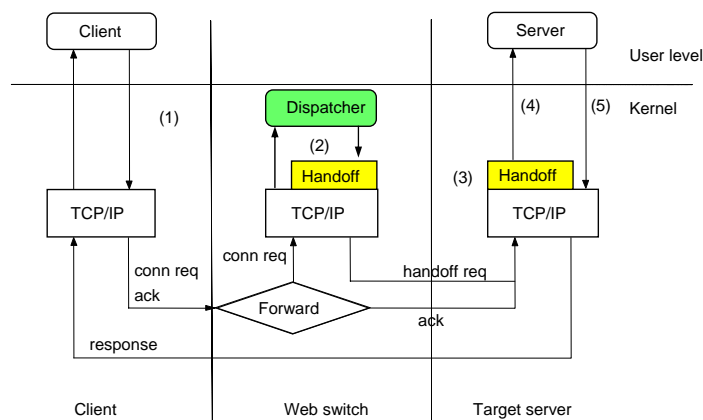 Client
Server
User level
Dispatcher
(1)
(4)
(5)
Kernel
(2)
Handoff
(3)
Handoff
TCP/IP
TCP/IP
TCP/IP
conn req
conn req
handoff req
ack
Forward
ack
response
Client
Web switch
Target server